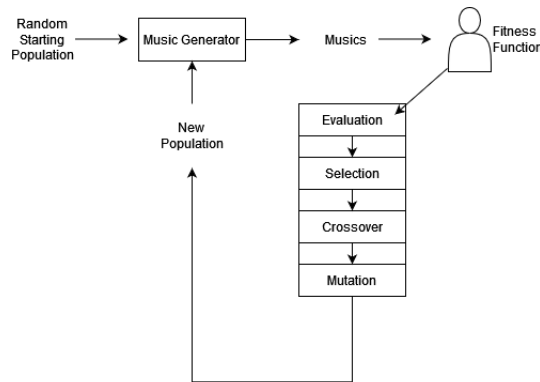 Random
Starting
Population
Music Generator
Musics
Fitness
Function
Evaluation
New
Population
Selection
Crossover
Mutation